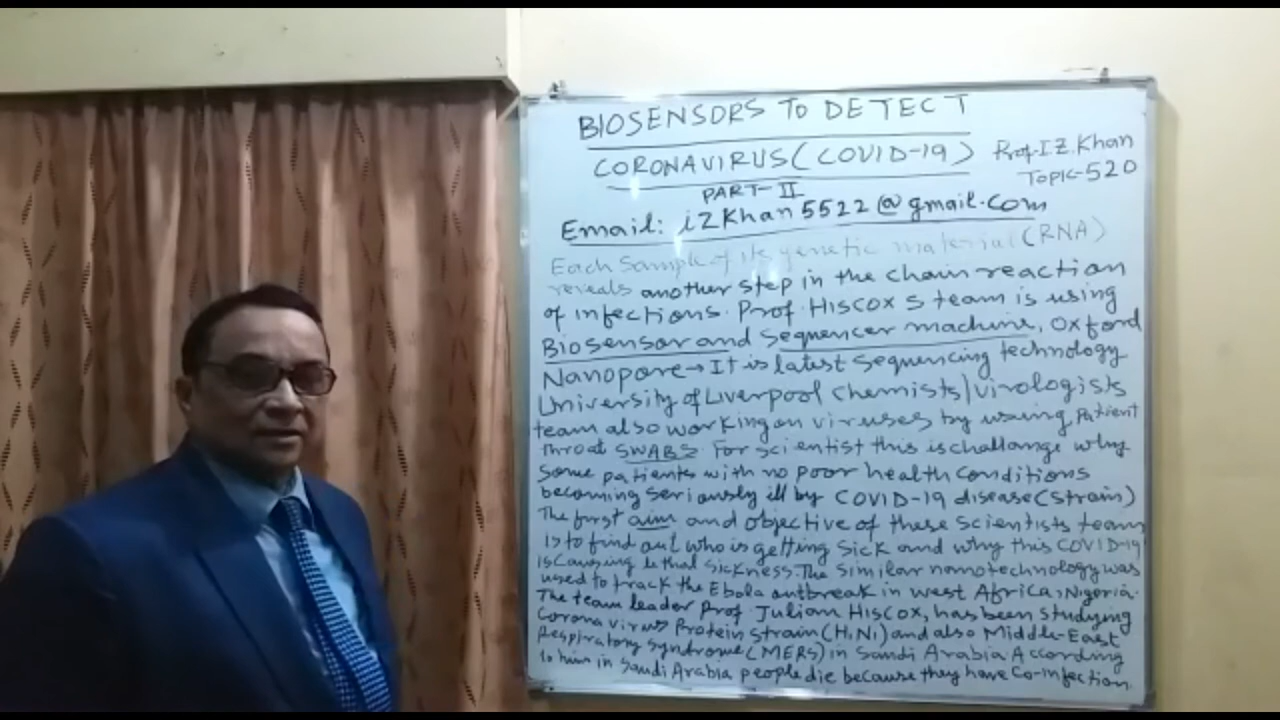 BIOSENSORS TO DETECT
CORONAVIRUS (COVID-19)
Prof. I Z. Khan
TOPIC-520
PART-II
Email: iZKhan5522@gmail.com
Each Sample of its genetic material (RNA)
reveals another step in the chain reaction
of infections. Prof. Hiscox s team is using
Biosensor and Sequencer machine, Oxford
Nanopore → It is latest sequencing technology
University of Liverpool Chemists/Virologists
team also working on viruses by using Patient
throat SWABS For scientist this is challange why
Some patients with no poor health conditions
becoming seriously ill by COVID-19 disease (strain)
The first aim and objective of these scientists team
is to find out who is getting sick and why this COVID-19
is causing lethal sickness. The similar nanotechnology was
used to track the Ebola outbreak in west Africa, Nigeria.
The team leader Prof. Julian Hiscox, has been studying
Corona virus Protein strain (H1N1) and also Middle-East
Respiratory Syndrome (MERS) in Saudi Arabia According
to him in Saudi Arabia people die because they have Co-infection.